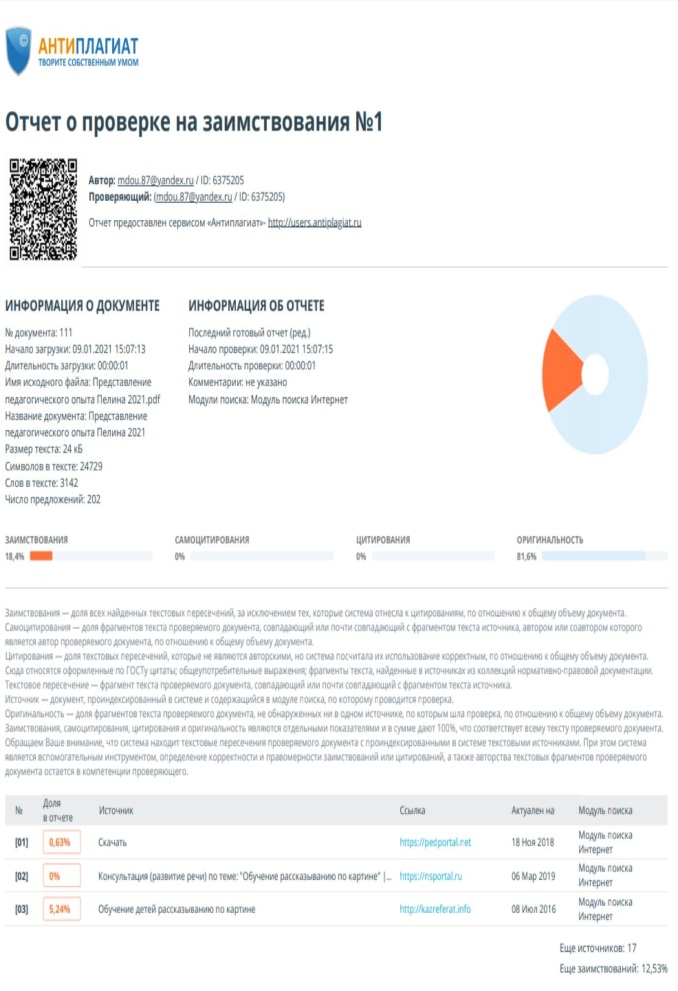 АНТИПЛАГИАТ
ТВОРИТЕ СОБСТВЕННЫМ УМОМ
Отчет о проверке на заимствования №1
Автор: mdou.87@yandex.ru / ID: 6375205
Проверяющий: (mdou.87@yandex.ru / ID: 6375205)
Отчет предоставлен сервисом «Антиплагиат»- http://users.antiplagiat.ru
ИНФОРМАЦИЯ О ДОКУМЕНТЕ
№ документа: 111
Начало загрузки: 09.01.2021 15:07:13
Длительность загрузки: 00:00:01
Имя исходного файла: Представление
педагогического опыта Пелина 2021.pdf
Название документа: Представление
педагогического опыта Пелина 2021
Размер текста: 24 кБ
Cимволов в тексте: 24729
Слов в тексте: 3142
Число предложений: 202
ИНФОРМАЦИЯ ОБ ОТЧЕТЕ
Последний готовый отчет (ред.)
Начало проверки: 09.01.2021 15:07:15
Длительность проверки: 00:00:01
Комментарии: не указано
Модули поиска: Модуль поиска Интернет
ЗАИМСТВОВАНИЯ
18,4%
САМОЦИТИРОВАНИЯ
0%
ЦИТИРОВАНИЯ
0%
ОРИГИНАЛЬНОСТЬ
81,6%
Заимствования — доля всех найденных текстовых пересечений, за исключением тех, которые система отнесла к цитированиям, по отношению к общему объему документа.
Самоцитирования — доля фрагментов текста проверяемого документа, совпадающий или почти совпадающий с фрагментом текста источника, автором или соавтором которого
является автор проверяемого документа, по отношению к общему объему документа.
Цитирования — доля текстовых пересечений, которые не являются авторскими, но система посчитала их использование корректным, по отношению к общему объему документа.
Сюда относятся оформленные по ГОСТу цитаты; общеупотребительные выражения; фрагменты текста, найденные в источниках из коллекций нормативно-правовой документации.
Текстовое пересечение — фрагмент текста проверяемого документа, совпадающий или почти совпадающий с фрагментом текста источника.
Источник — документ, проиндексированный в системе и содержащийся в модуле поиска, по которому проводится проверка.
Оригинальность — доля фрагментов текста проверяемого документа, не обнаруженных ни в одном источнике, по которым шла проверка, по отношению к общему объему документа.
Заимствования, самоцитирования, цитирования и оригинальность являются отдельными показателями и в сумме дают 100%, что соответствует всему тексту проверяемого документа.
Обращаем Ваше внимание, что система находит текстовые пересечения проверяемого документа с проиндексированными в системе текстовыми источниками. При этом система
является вспомогательным инструментом, определение корректности и правомерности заимствований или цитирований, а также авторства текстовых фрагментов проверяемого
документа остается в компетенции проверяющего.
№ Доля в отчете Источник Ссылка Актуален на Модуль поиска
[01] 0,63% Скачать https://pedportal.net 18 Ноя 2018 Модуль поиска Интернет
[02] 0% Консультация (развитие речи) по теме: "Обучение рассказыванию по картине" |... https://nsportal.ru 06 Мар 2019 Модуль поиска Интернет
[03] 5,24% Обучение детей рассказыванию по картине http://kazreferat.info 08 Июл 2016 Модуль поиска Интернет
Еще источников: 17
Еще заимствований: 12,53%